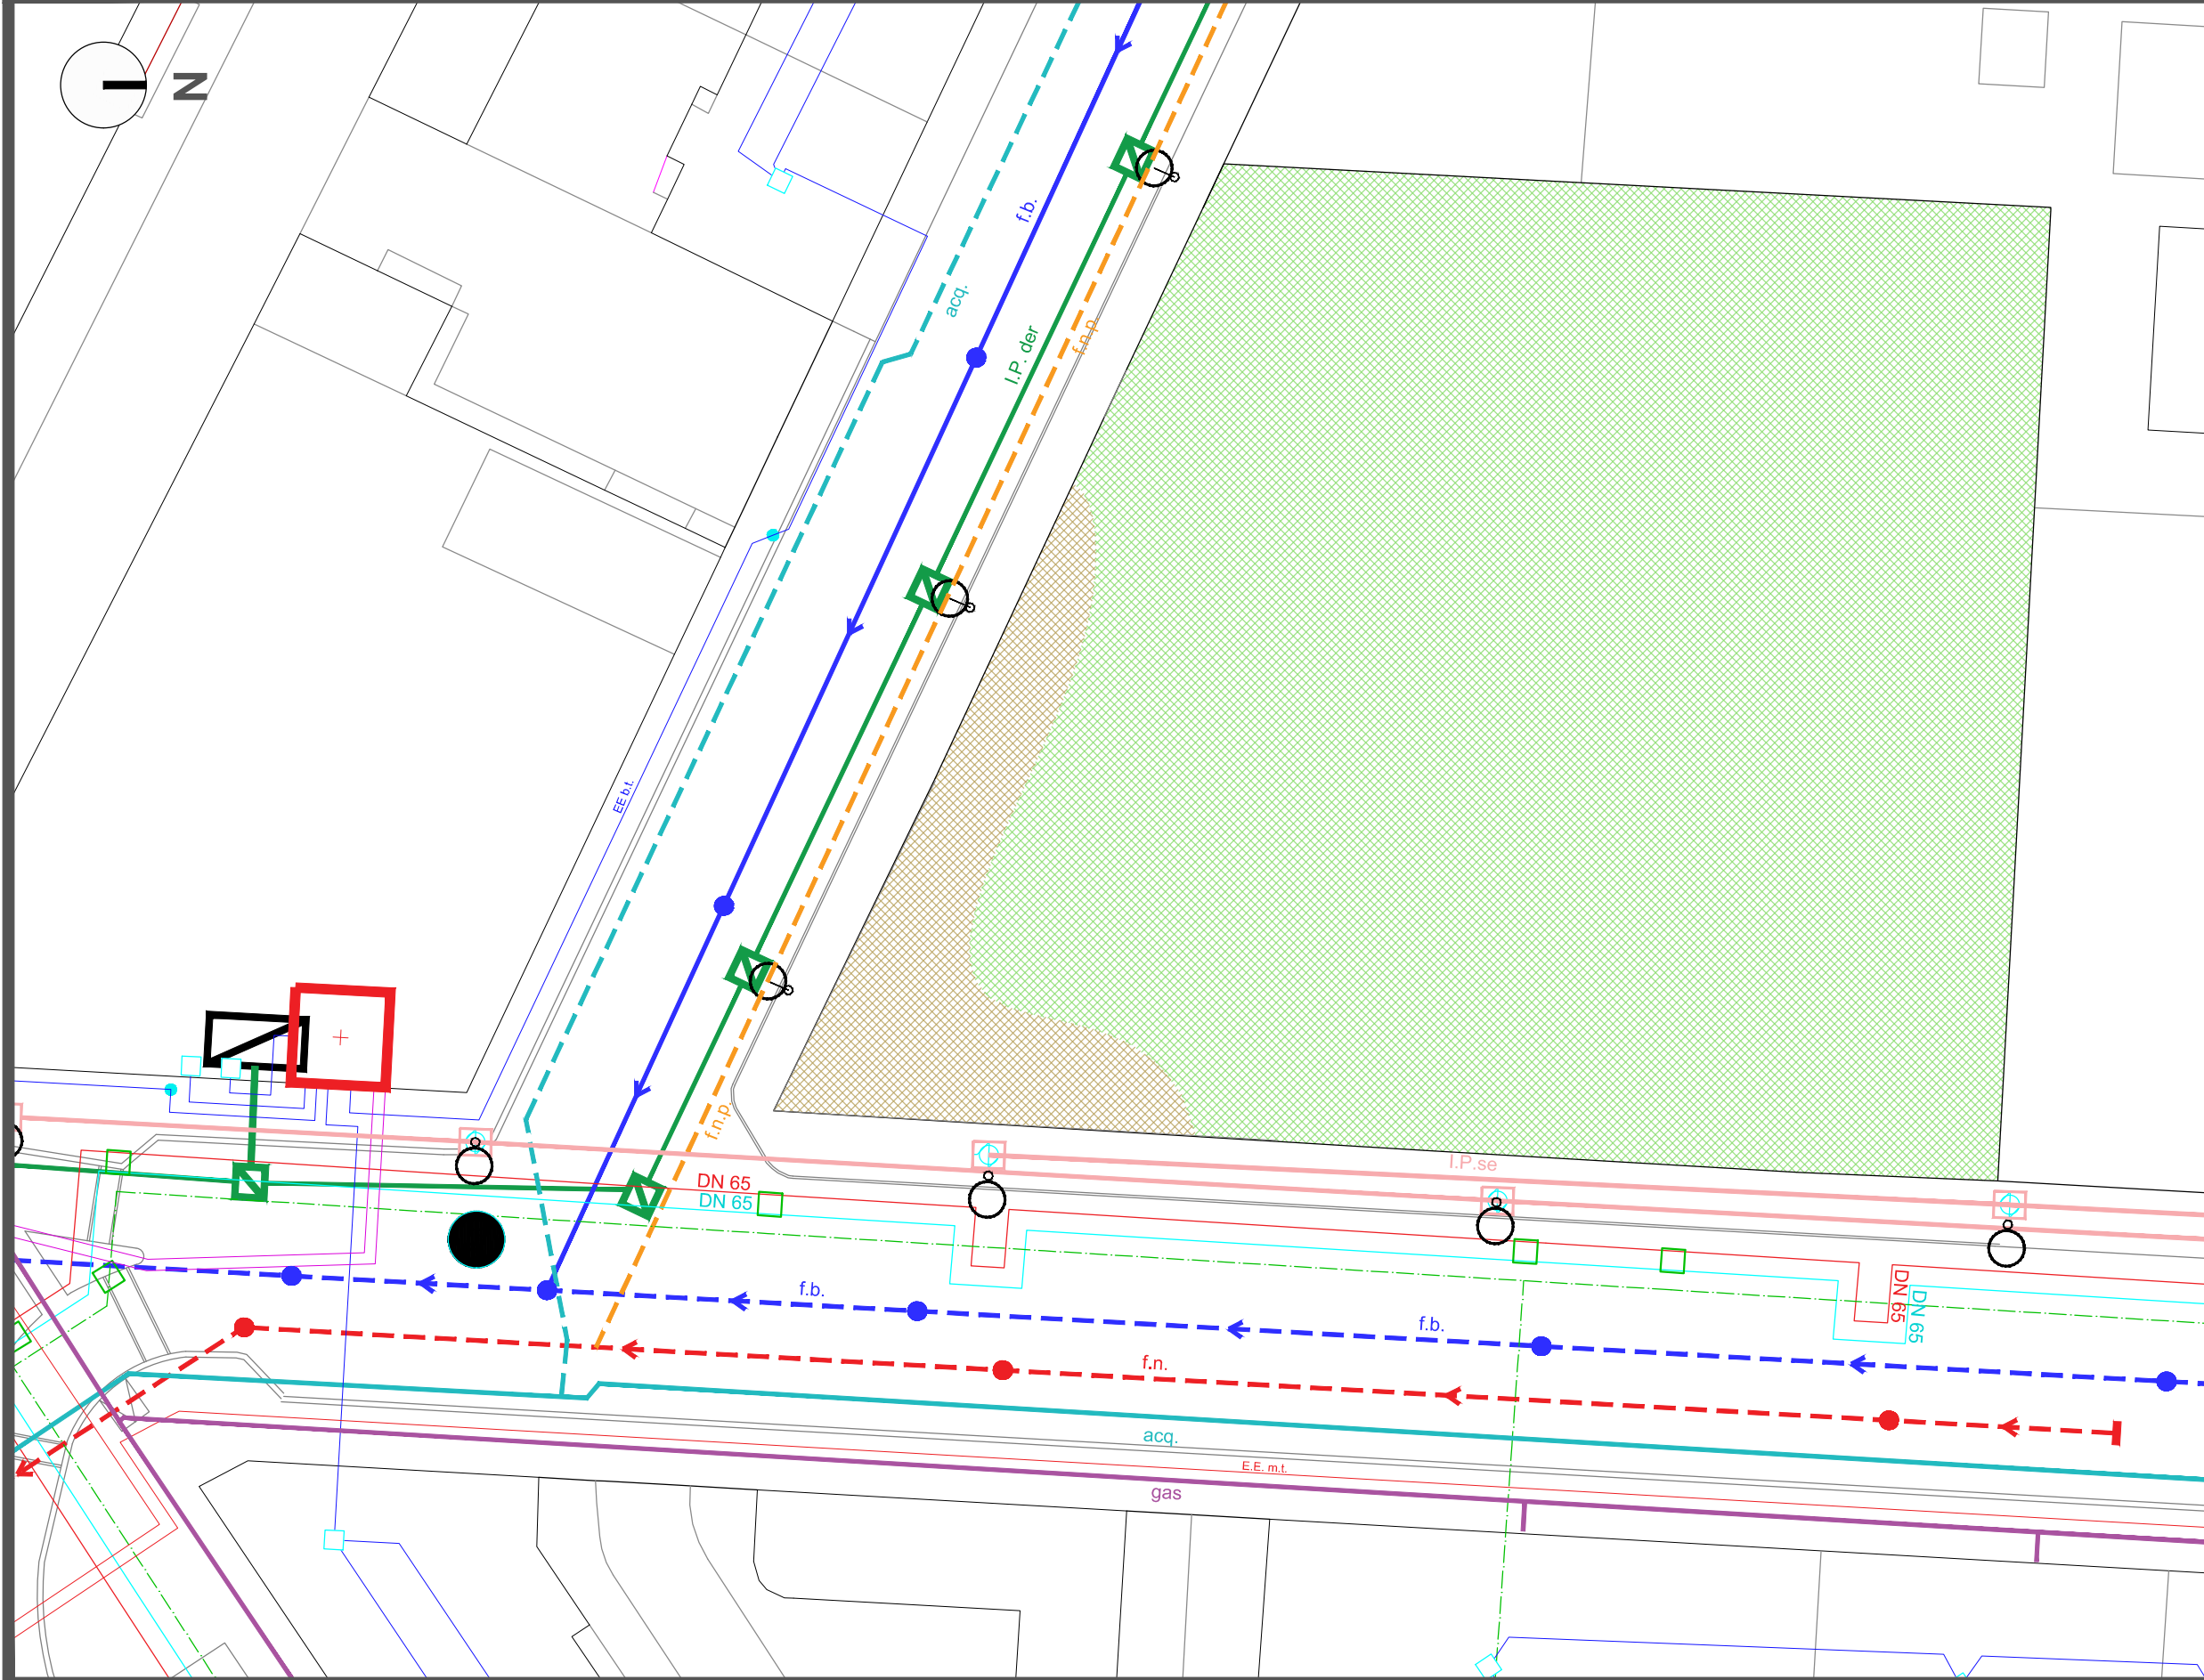 N
f.b.
acq.
I.P. der
f.n.p.
EE b.t.
f.n.p.
I.P.se
DN 65
DN 65
DN 65
DN 65
f.b.
f.b.
f.n.
acq.
E.E. m.t.
gas